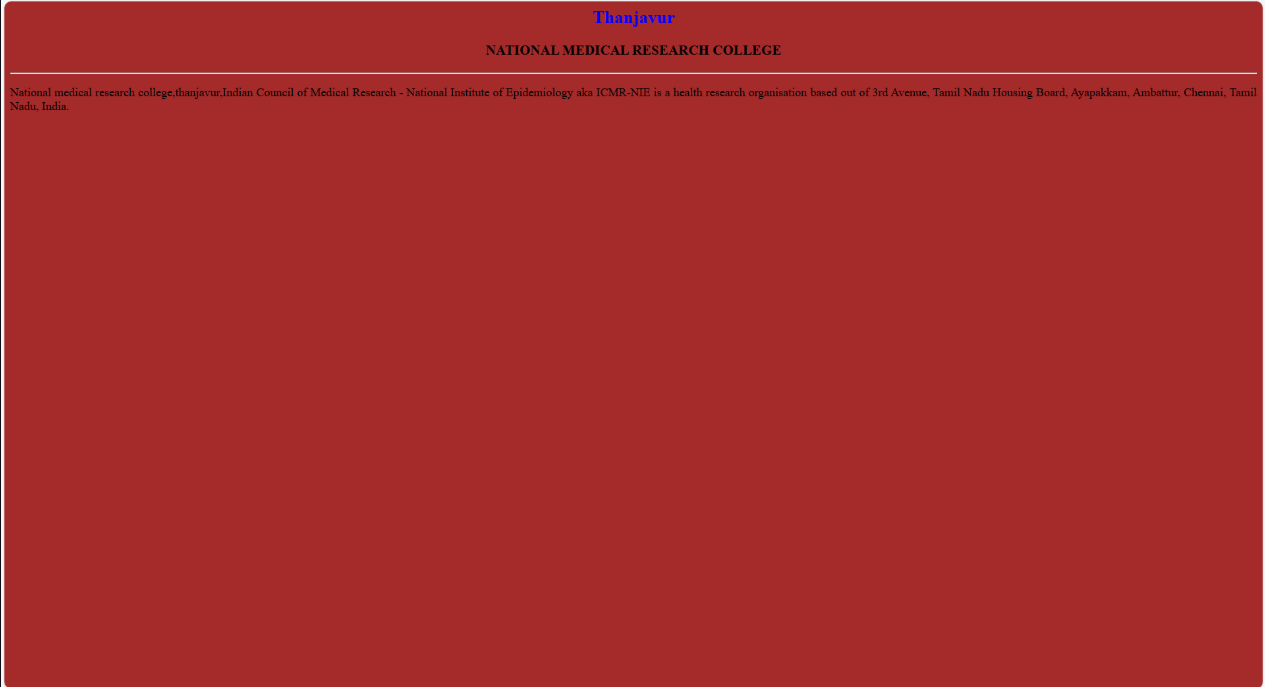 Thanjavur
NATIONAL MEDICAL RESEARCH COLLEGE
National medical research college,thanjavur,Indian Council of Medical Research - National Institute of Epidemiology aka ICMR-NIE is a health research organisation based out of 3rd Avenue, Tamil Nadu Housing Board, Ayapakkam, Ambattur, Chennai, Tamil
Nadu, India.